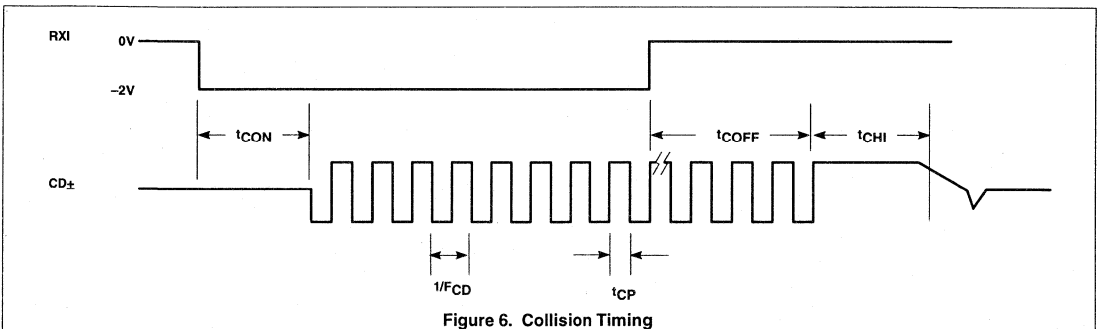 RXI
0V
–2V
tCON
tCOFF
tCHI
CD±
1/FCD
tCP
Figure 6. Collision Timing